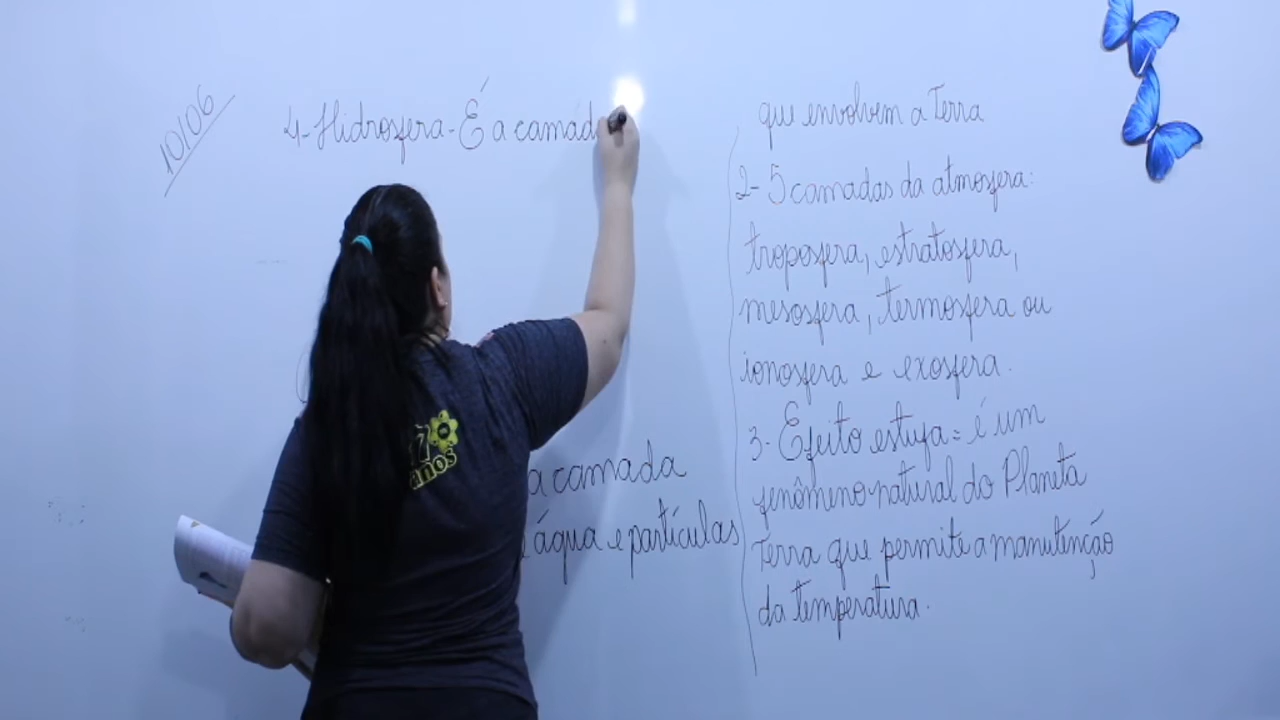 10/06
4- Hidrosfera - É a camad
a camada
água e partículas
que envolvem a Terra
2- 5 camadas da atmosfera:
troposfera, estratosfera,
mesosfera, termosfera ou
ionosfera e exosfera.
3- Efeito estufa = é um
fenômeno natural do Planeta
Terra que permite a manutenção
da temperatura.
anos